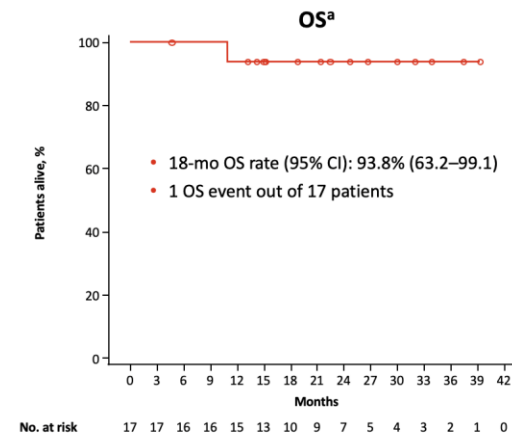 OSᵃ
100
80
60
40
20
0
Patients alive, %
• 18-mo OS rate (95% CI): 93.8% (63.2–99.1)
• 1 OS event out of 17 patients
0 3 6 9 12 15 18 21 24 27 30 33 36 39 42
Months
No. at risk 17 17 16 16 15 13 10 9 7 5 4 3 2 1 0